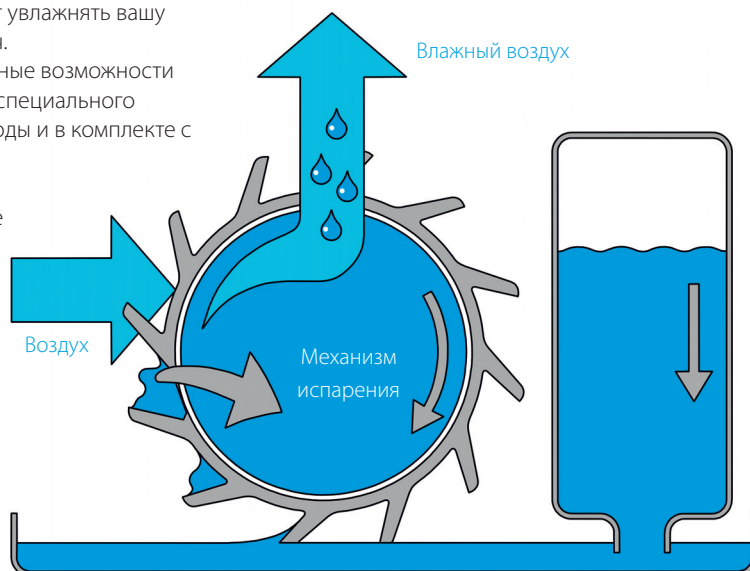 т увлажнять вашу
н.
ные возможности
специального
оды и в комплекте с
е
Влажный воздух
Воздух
Механизм
испарения